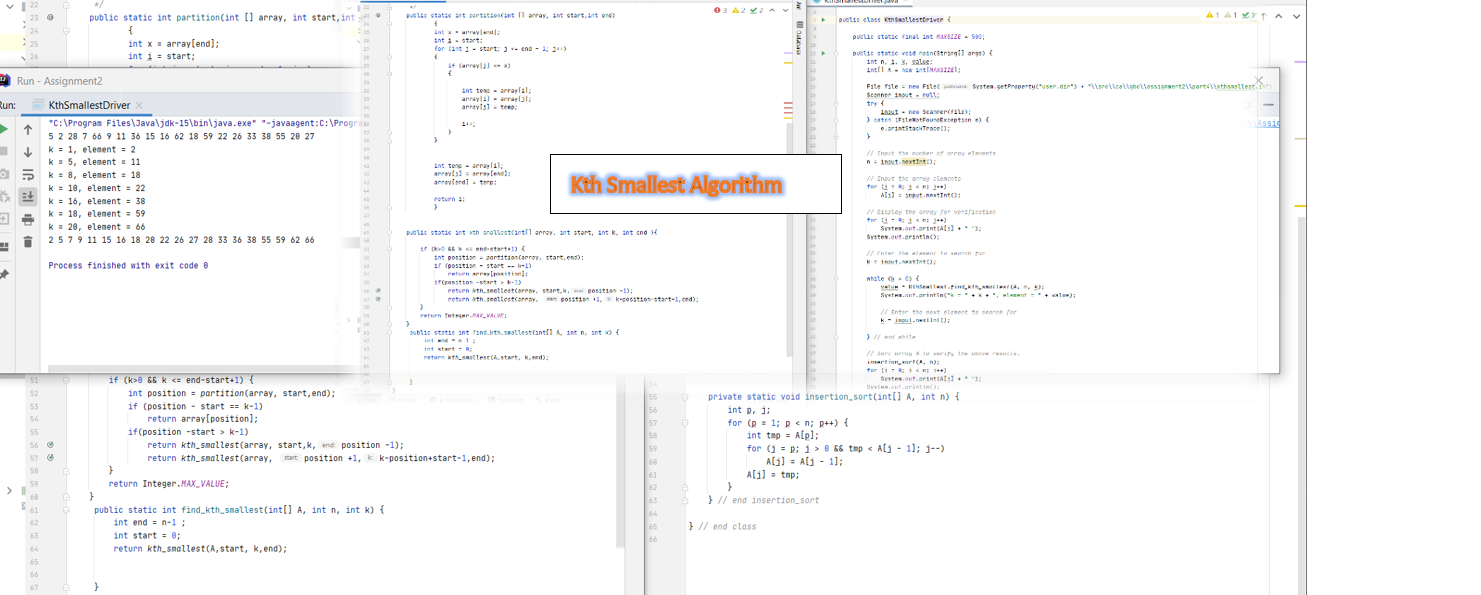 22 */
23 @ public static int partition(int [] array, int start,int
24 {
25 int x = array[end];
26 int i = start;
Run - Assignment2
Run: KthSmallestDriver ×
"C:\Program Files\Java\jdk-15\bin\java.exe" "-javaagent:C:\Progra
5 2 28 7 66 9 11 36 15 16 62 18 59 22 26 33 38 55 20 27
k = 1, element = 2
k = 5, element = 11
k = 8, element = 18
k = 10, element = 22
k = 16, element = 38
k = 18, element = 59
k = 20, element = 66
2 5 7 9 11 15 16 18 20 22 26 27 28 33 36 38 55 59 62 66
Process finished with exit code 0
*/
public static int partition(int [] array, int start,int end)
{
int x = array[end];
int i = start;
for (int j = start; j <= end - 1; j++)
{
if (array[j] <= x)
{
int temp = array[i];
array[i] = array[j];
array[j] = temp;
i++;
}
}
int temp = array[i];
array[i] = array[end];
array[end] = temp;
return i;
}
public static int kth_smallest(int[] array, int start, int k, int end ){
if (k>0 && k <= end-start+1) {
int position = partition(array, start,end);
if (position - start == k-1)
return array[position];
if(position -start > k-1)
return kth_smallest(array, start,k, end: position -1);
return kth_smallest(array, start: position +1, k: k-position+start-1,end);
}
return Integer.MAX_VALUE;
}
public static int find_kth_smallest(int[] A, int n, int k) {
int end = n-1 ;
int start = 0;
return kth_smallest(A,start, k,end);
}
Kth Smallest Algorithm
KthSmallestDriver.java
public class KthSmallestDriver {
public static final int MAXSIZE = 500;
public static void main(String[] args) {
int n, i, k, value;
int[] A = new int[MAXSIZE];
File file = new File( pathname: System.getProperty("user.dir") + "\\src\\ca\\gbc\\assignment2\\part4\\kthsmallest.in");
Scanner input = null;
try {
input = new Scanner(file);
} catch (FileNotFoundException e) {
e.printStackTrace();
}
// Input the number of array elements
n = input.nextInt();
// Input the array elements
for (i = 0; i < n; i++)
A[i] = input.nextInt();
// Display the array for verification
for (i = 0; i < n; i++)
System.out.print(A[i] + " ");
System.out.println();
// Enter the element to search for
k = input.nextInt();
while (k > 0) {
value = KthSmallest.find_kth_smallest(A, n, k);
System.out.println("k = " + k + ", element = " + value);
// Enter the next element to search for
k = input.nextInt();
} // end while
// Sort array A to verify the above results.
insertion_sort(A, n);
for (i = 0; i < n; i++)
System.out.print(A[i] + " ");
System.out.println();
51 if (k>0 && k <= end-start+1) {
52 int position = partition(array, start,end);
53 if (position - start == k-1)
54 return array[position];
55 if(position -start > k-1)
56 return kth_smallest(array, start,k, end: position -1);
57 return kth_smallest(array, start: position +1, k: k-position+start-1,end);
58 }
59 return Integer.MAX_VALUE;
60 }
61 public static int find_kth_smallest(int[] A, int n, int k) {
62 int end = n-1 ;
63 int start = 0;
64 return kth_smallest(A,start, k,end);
65
66
67 }
54
55 private static void insertion_sort(int[] A, int n) {
56 int p, j;
57 for (p = 1; p < n; p++) {
58 int tmp = A[p];
59 for (j = p; j > 0 && tmp < A[j - 1]; j--)
60 A[j] = A[j - 1];
61 A[j] = tmp;
62 }
63 } // end insertion_sort
64
65 } // end class
66